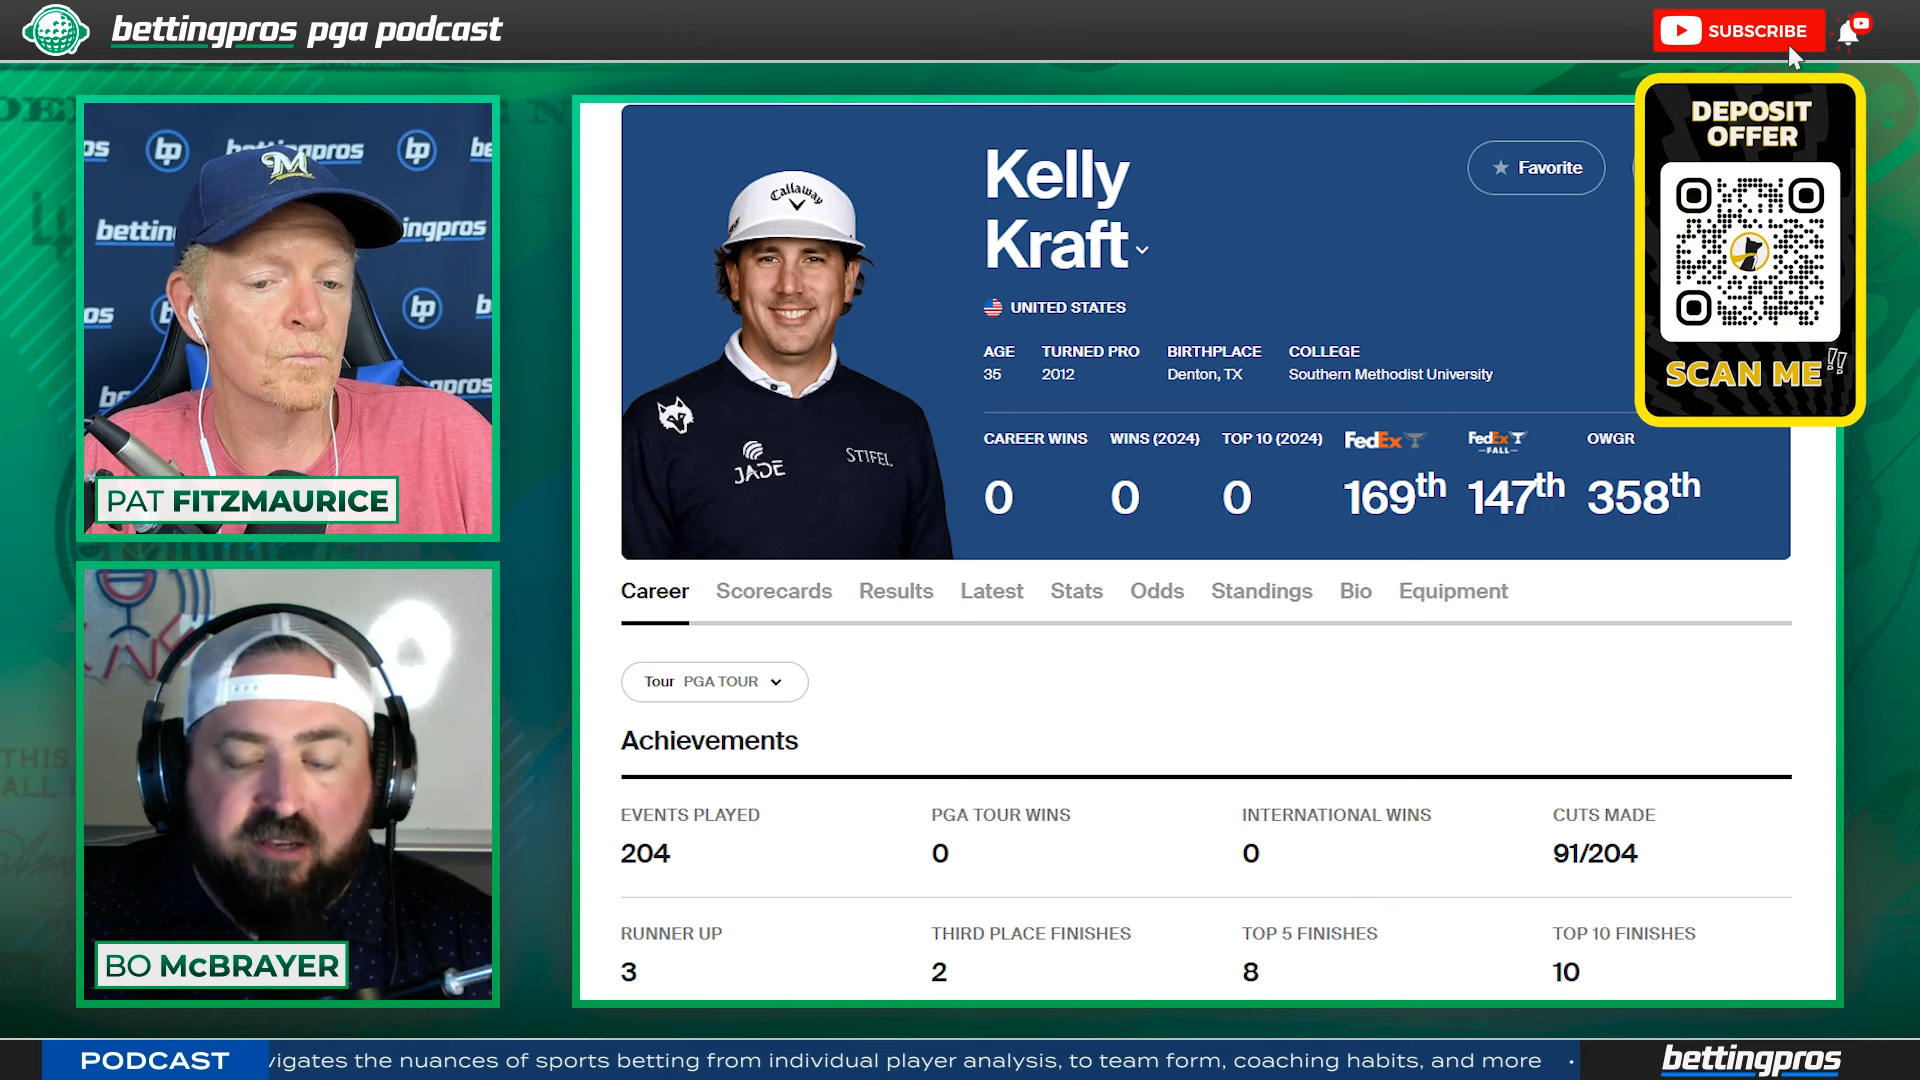 bettingpros pga podcast
SUBSCRIBE
DEPOSIT
OFFER
SCAN ME!!
bettingpros
M
PAT FITZMAURICE
BO McBRAYER
Callaway
JADE
STIFEL
Kelly
Kraft
Favorite
UNITED STATES
AGE TURNED PRO BIRTHPLACE COLLEGE
35 2012 Denton, TX Southern Methodist University
CAREER WINS WINS (2024) TOP 10 (2024) FedEx FedEx FALL OWGR
0 0 0 169th 147th 358th
Career Scorecards Results Latest Stats Odds Standings Bio Equipment
Tour PGA TOUR
Achievements
EVENTS PLAYED PGA TOUR WINS INTERNATIONAL WINS CUTS MADE
204 0 0 91/204
RUNNER UP THIRD PLACE FINISHES TOP 5 FINISHES TOP 10 FINISHES
3 2 8 10
PODCAST vigates the nuances of sports betting from individual player analysis, to team form, coaching habits, and more •
bettingpros